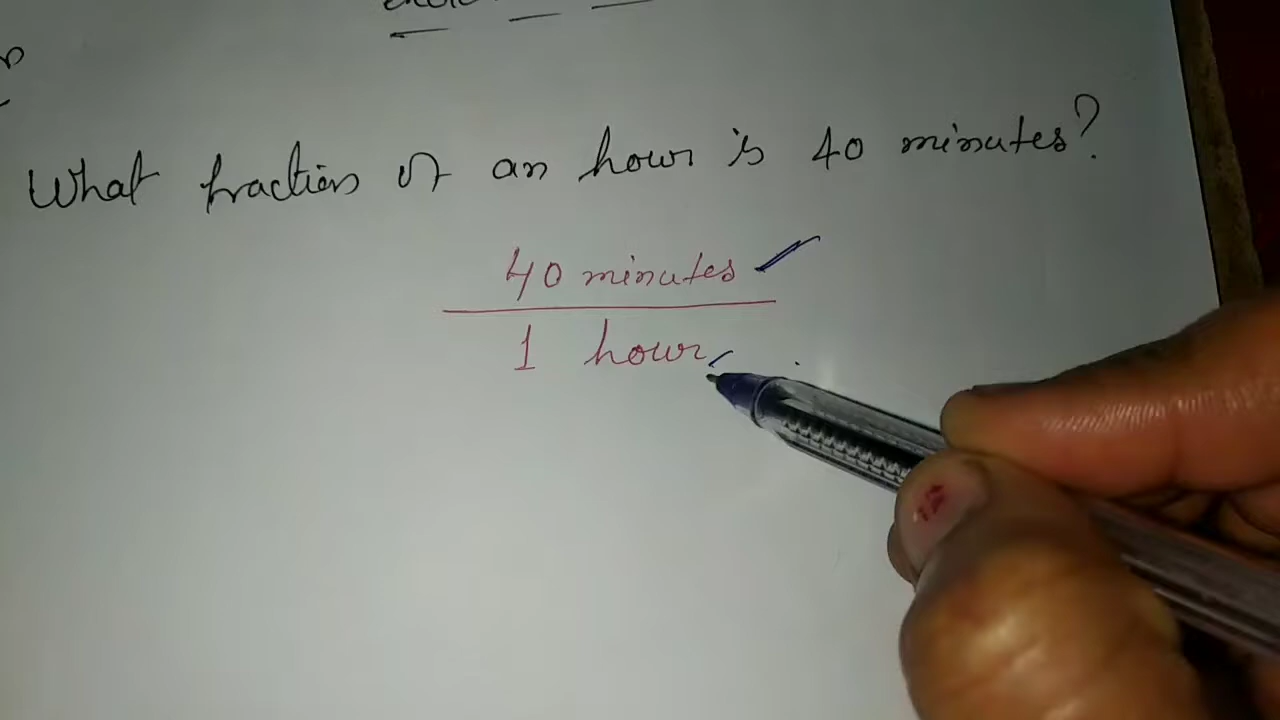 What fraction of an hour is 40 minutes?
40 minutes
1 hour